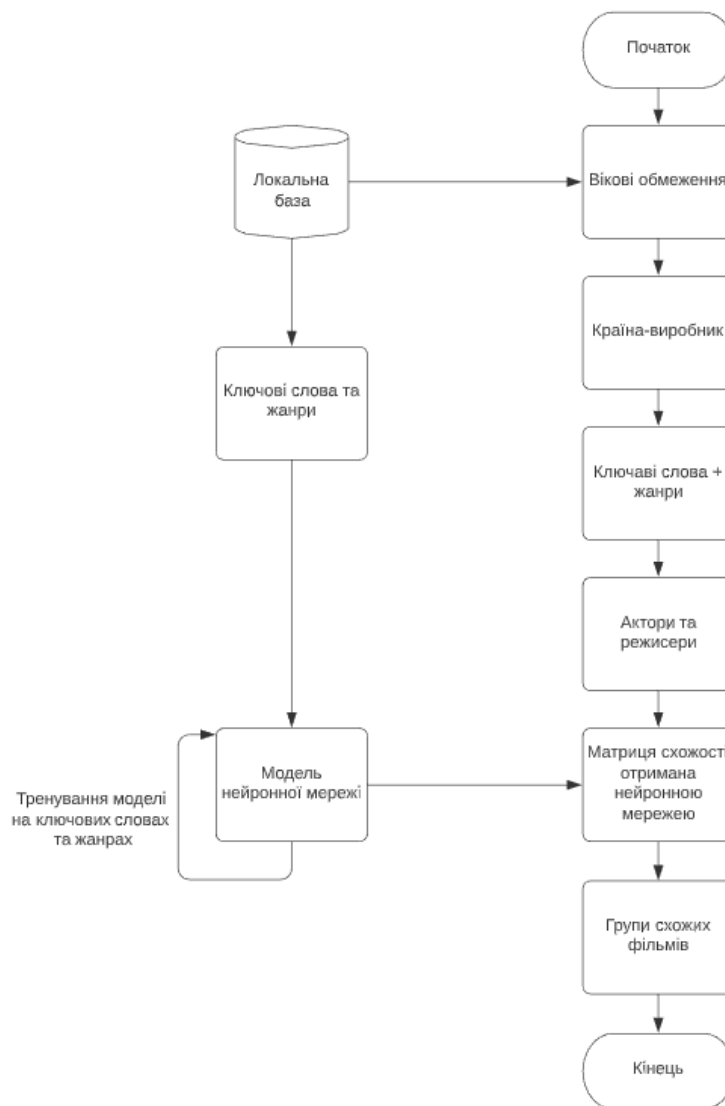 Початок
Локальна
база
Вікові обмеження
Країна-виробник
Ключові слова та
жанри
Ключаві слова +
жанри
Актори та
режисери
Тренування моделі
на ключових словах
та жанрах
Модель
нейронної мережі
Матриця схожості
отримана
нейронною
мережею
Групи схожих
фільмів
Кінець